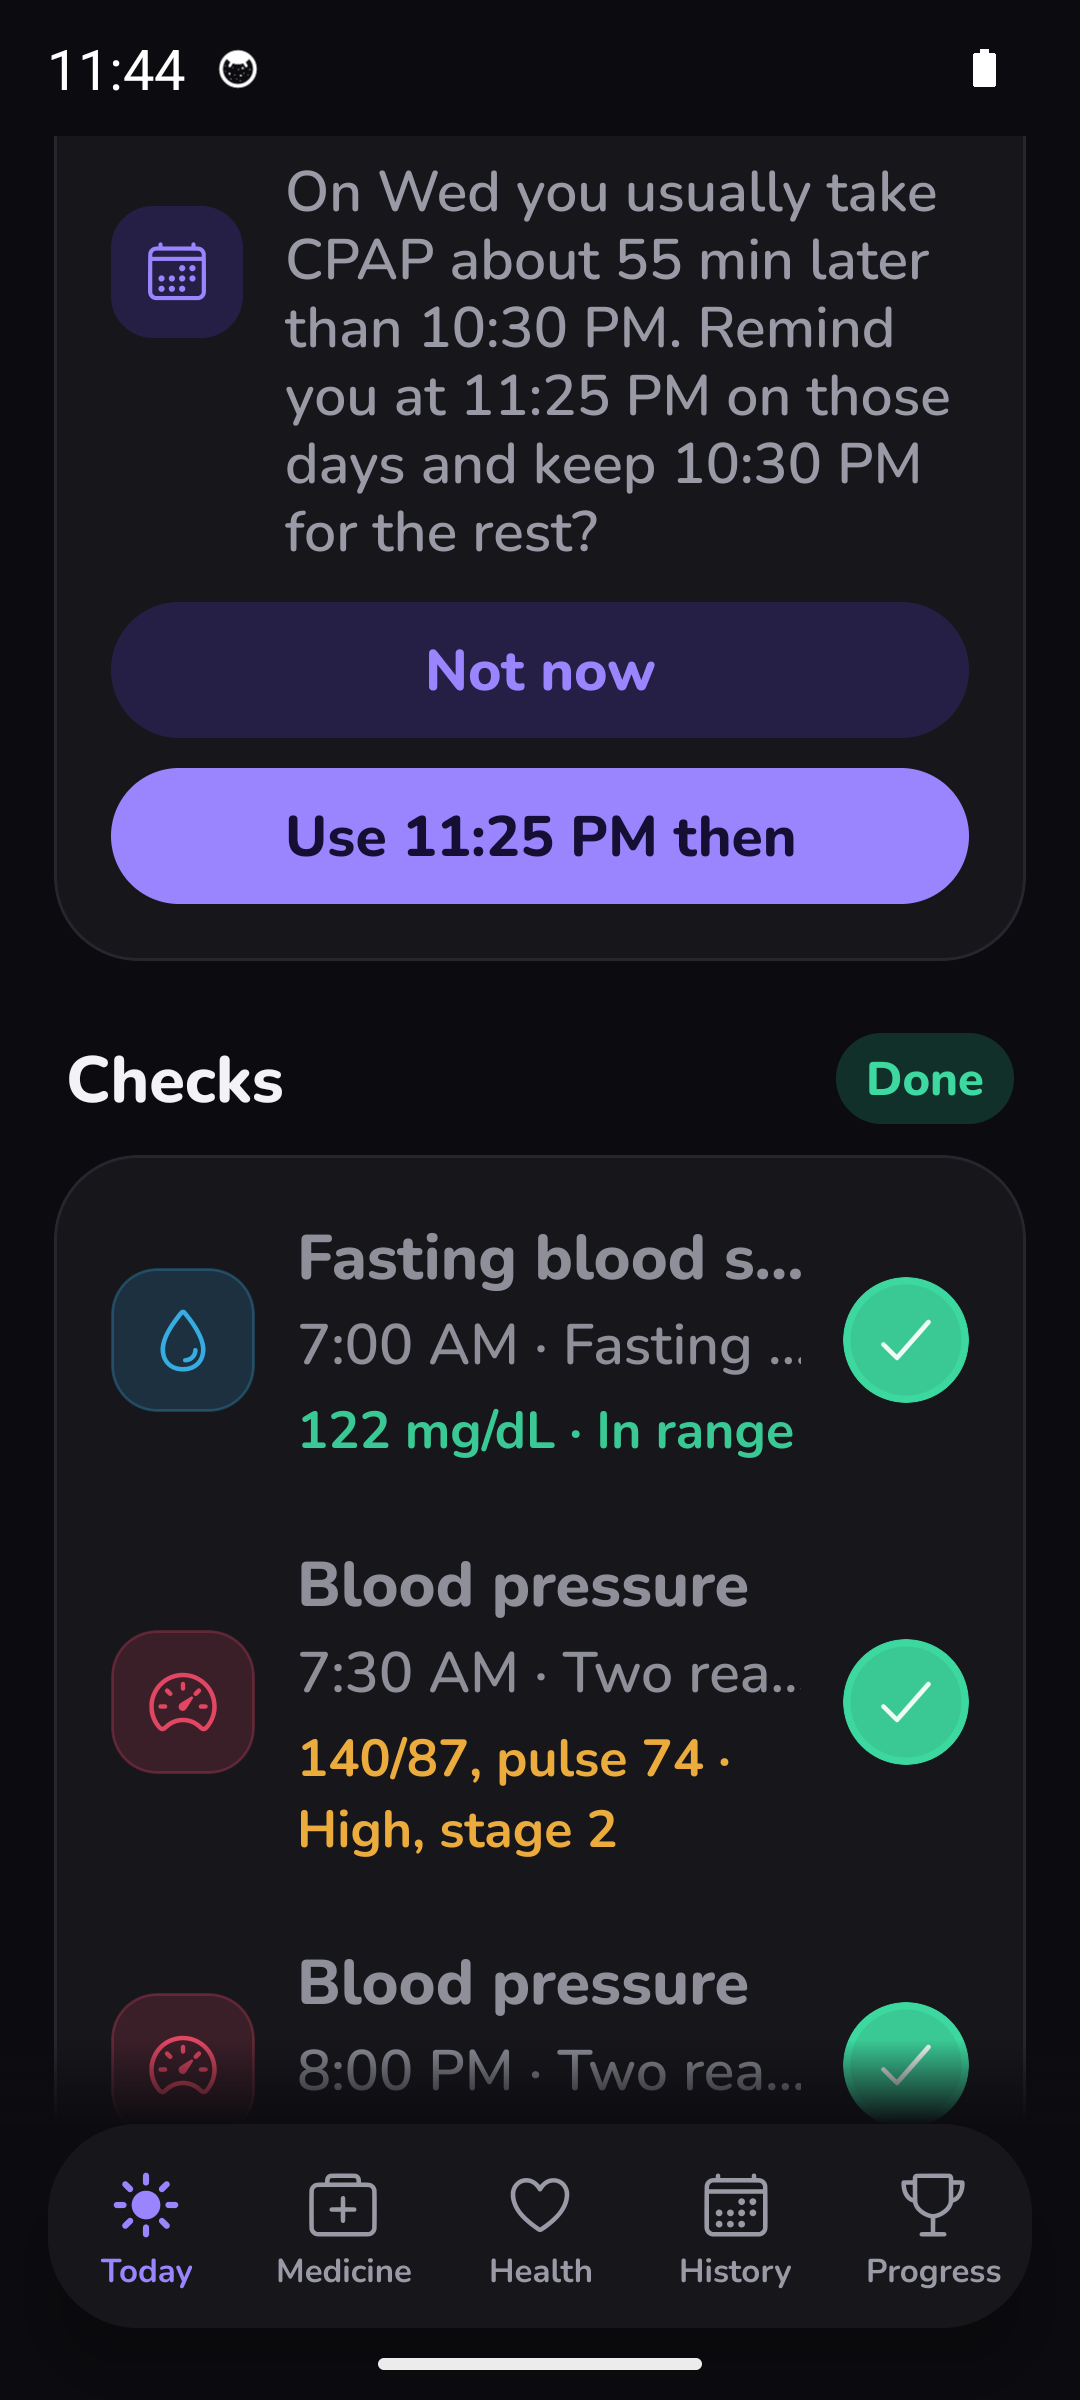 11:44
On Wed you usually take
CPAP about 55 min later
than 10:30 PM. Remind
you at 11:25 PM on those
days and keep 10:30 PM
for the rest?
Not now
Use 11:25 PM then
Checks
Done
Fasting blood s...
7:00 AM · Fasting ...
122 mg/dL · In range
Blood pressure
7:30 AM · Two rea...
140/87, pulse 74 ·
High, stage 2
Blood pressure
8:00 PM · Two rea...
Today
Medicine
Health
History
Progress